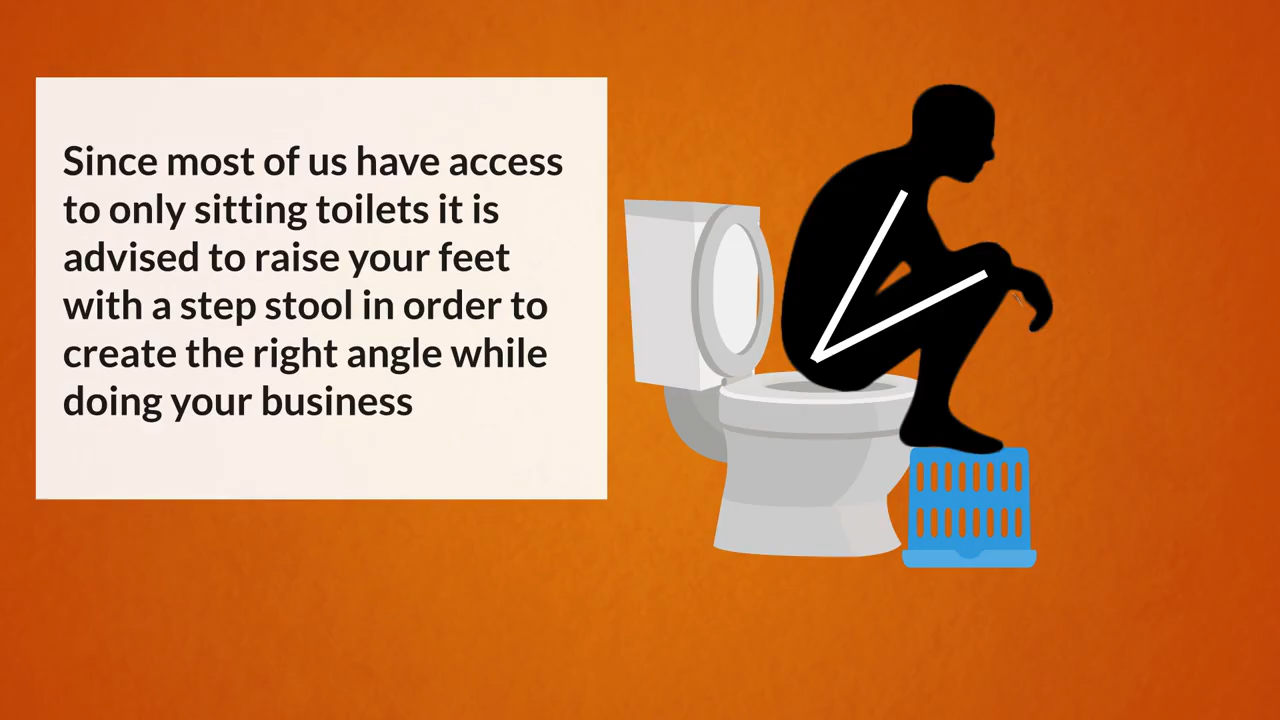 Since most of us have access
to only sitting toilets it is
advised to raise your feet
with a step stool in order to
create the right angle while
doing your business